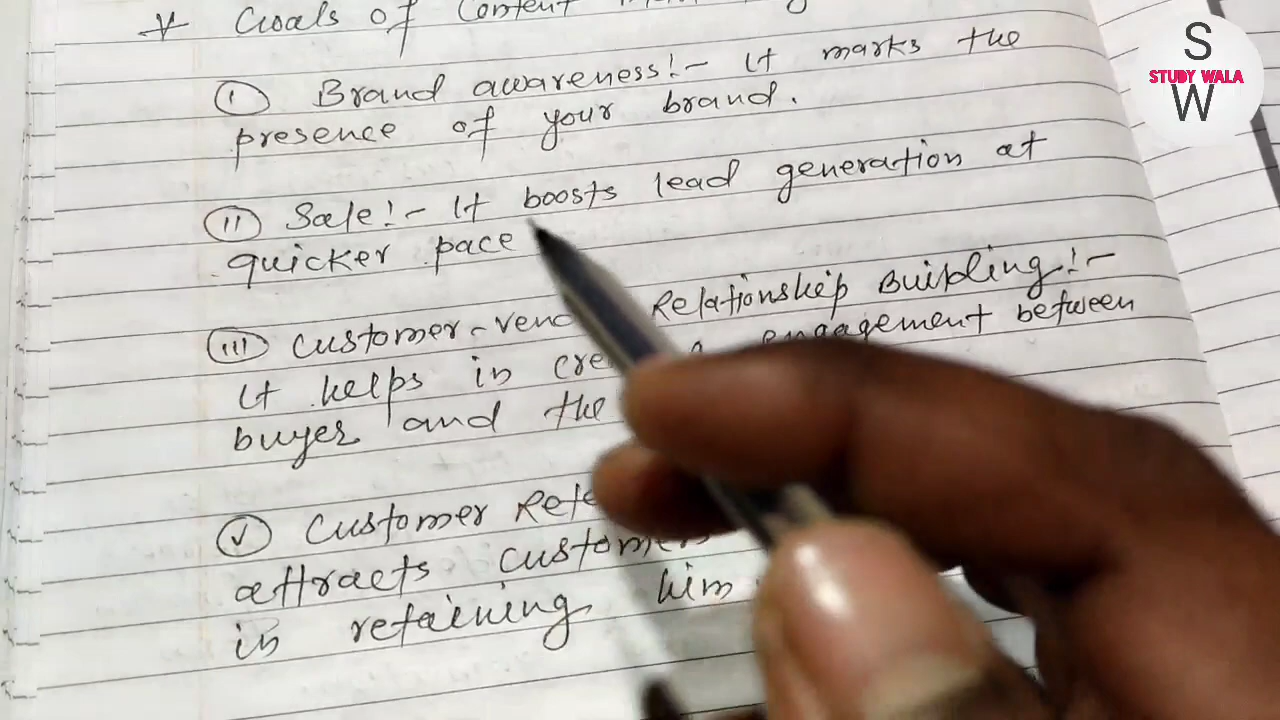 Goals of Content
(I) Brand awareness:- It marks the
presence of your brand.
(II) Sale:- It boosts lead generation at
quicker pace
(III) Customer-vend Relationship Building:-
It helps in cre engagement between
buyer and the
(V) Customer Rete
attracts customers
in retaining him
S
STUDY WALA
W